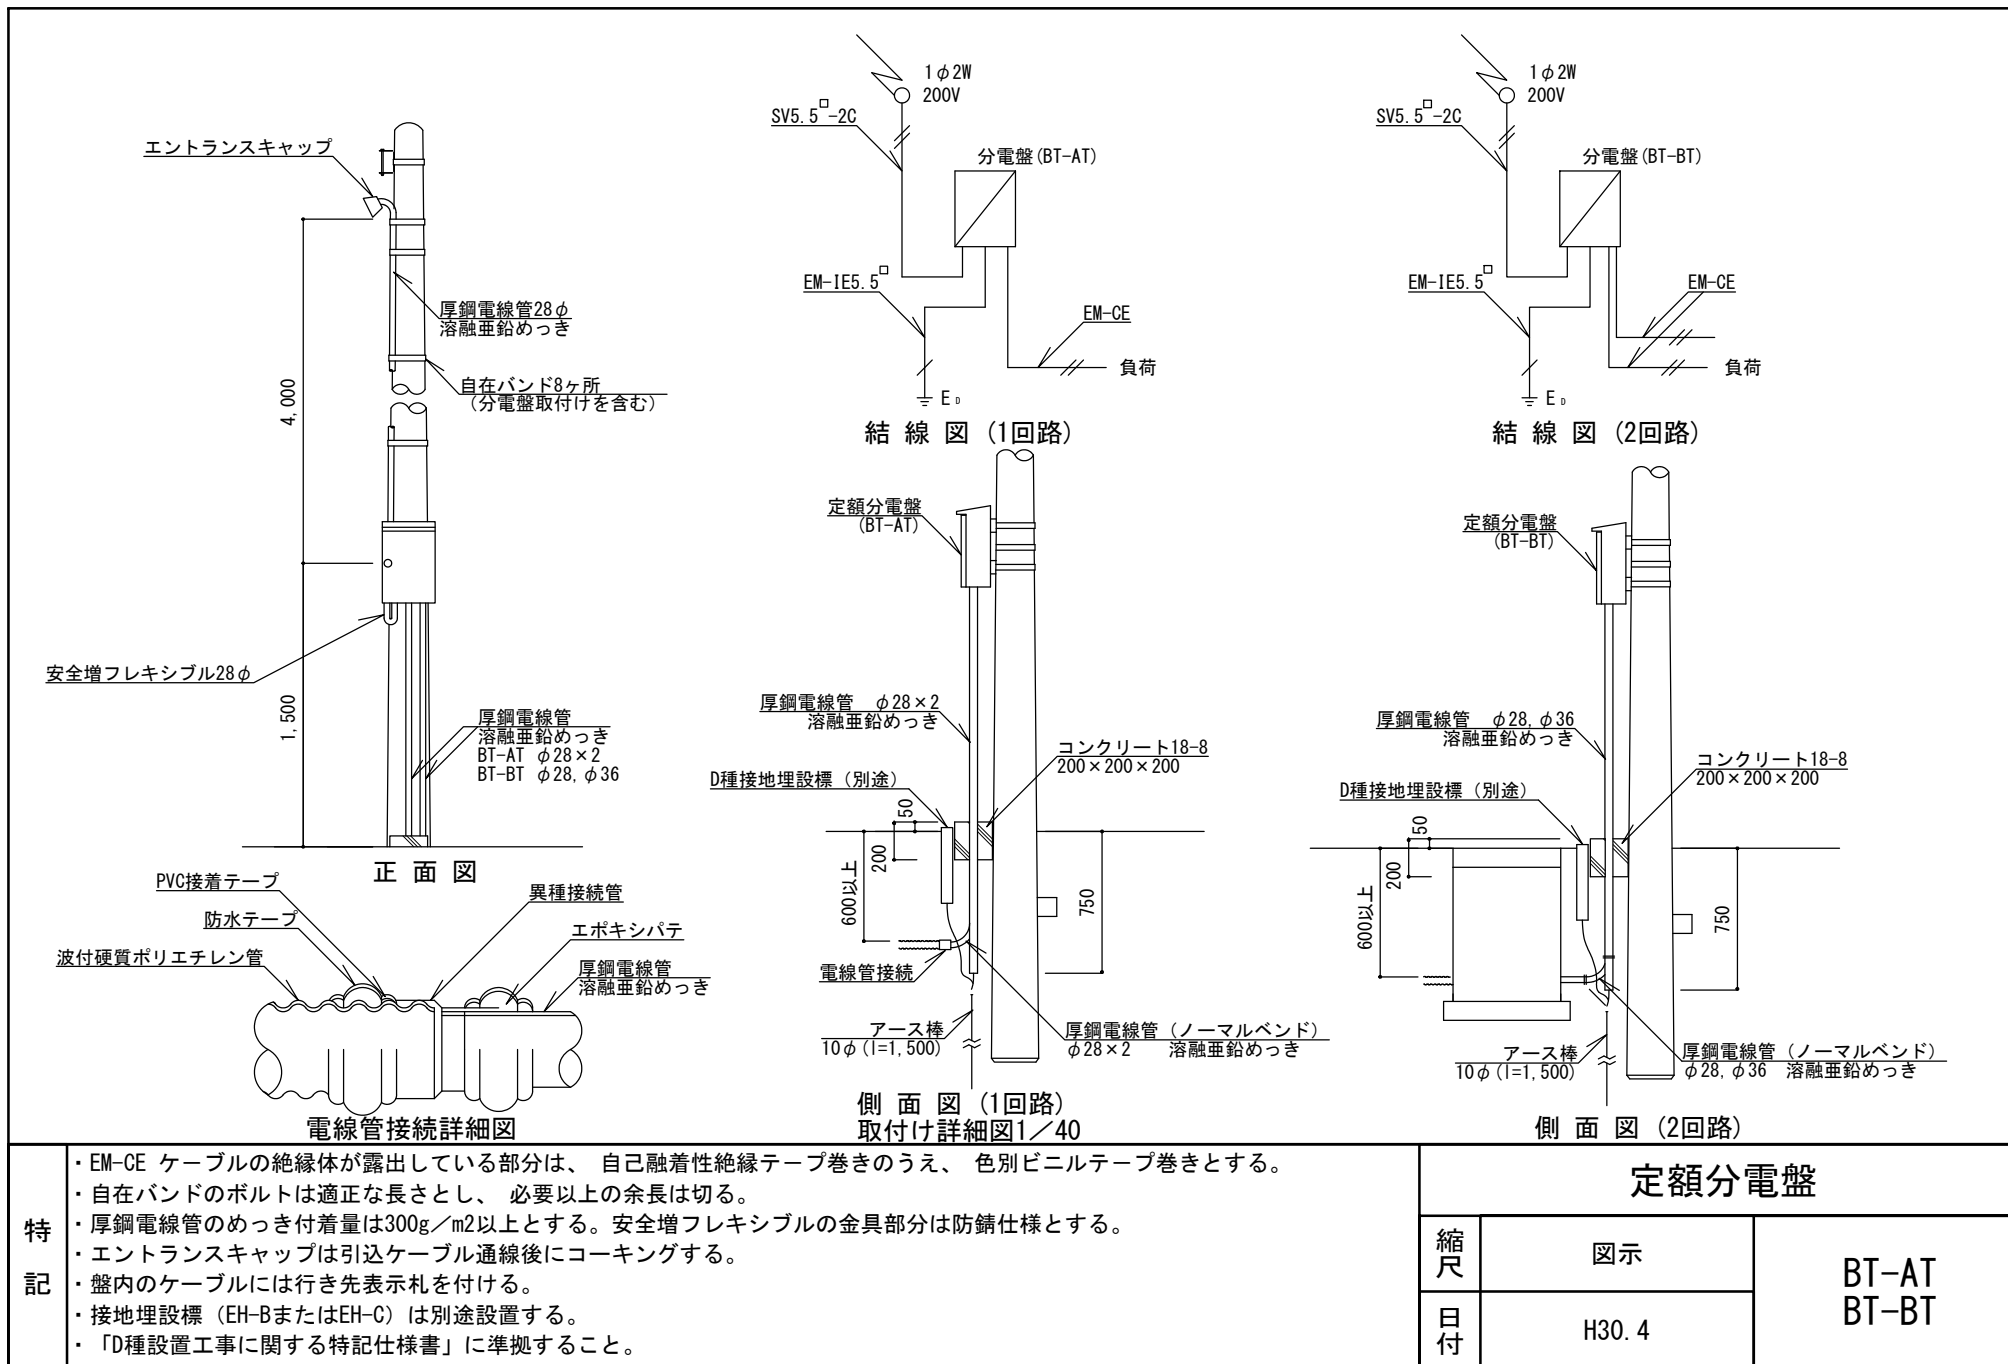 エントランスキャップ
厚鋼電線管28φ
溶融亜鉛めっき
自在バンド8ヶ所
(分電盤取付けを含む)
4,000
安全増フレキシブル28φ
1,500
厚鋼電線管
溶融亜鉛めっき
BT-AT φ28×2
BT-BT φ28,φ36
正 面 図
1φ2W
200V
SV5.5□-2C
分電盤(BT-AT)
EM-IE5.5□
EM-CE
負荷
ED
結 線 図 (1回路)
1φ2W
200V
SV5.5□-2C
分電盤(BT-BT)
EM-IE5.5□
EM-CE
負荷
ED
結 線 図 (2回路)
定額分電盤
(BT-AT)
厚鋼電線管 φ28×2
溶融亜鉛めっき
コンクリート18-8
200×200×200
D種接地埋設標(別途)
50
200
600以上
750
電線管接続
アース棒
10φ(l=1,500)
厚鋼電線管(ノーマルベンド)
φ28×2 溶融亜鉛めっき
側 面 図 (1回路)
取付け詳細図1/40
定額分電盤
(BT-BT)
厚鋼電線管 φ28,φ36
溶融亜鉛めっき
コンクリート18-8
200×200×200
D種接地埋設標(別途)
50
200
600以上
750
アース棒
10φ(l=1,500)
厚鋼電線管(ノーマルベンド)
φ28,φ36 溶融亜鉛めっき
側 面 図 (2回路)
PVC接着テープ
防水テープ
波付硬質ポリエチレン管
異種接続管
エポキシパテ
厚鋼電線管
溶融亜鉛めっき
電線管接続詳細図
特記
・EM-CE ケーブルの絶縁体が露出している部分は、 自己融着性絶縁テープ巻きのうえ、 色別ビニルテープ巻きとする。
・自在バンドのボルトは適正な長さとし、 必要以上の余長は切る。
・厚鋼電線管のめっき付着量は300g/m2以上とする。安全増フレキシブルの金具部分は防錆仕様とする。
・エントランスキャップは引込ケーブル通線後にコーキングする。
・盤内のケーブルには行き先表示札を付ける。
・接地埋設標(EH-BまたはEH-C)は別途設置する。
・「D種設置工事に関する特記仕様書」に準拠すること。
定額分電盤
縮尺
図示
日付
H30.4
BT-AT
BT-BT